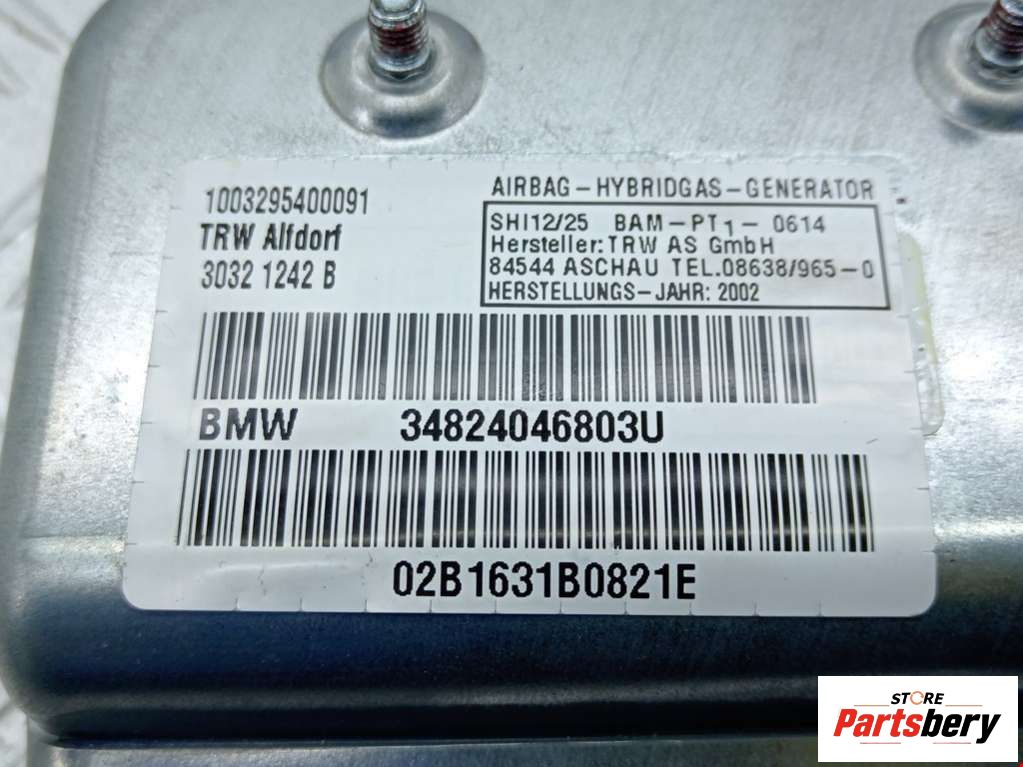 1003295400091
TRW Alfdorf
3032 1242 B
AIRBAG-HYBRIDGAS-GENERATOR
SHI12/25 BAM-PT1- 0614
Hersteller: TRW AS GmbH
84544 ASCHAU TEL.08638/965-0
HERSTELLUNGS-JAHR: 2002
BMW 34824046803U
02B1631B0821E
STORE
Partsbery